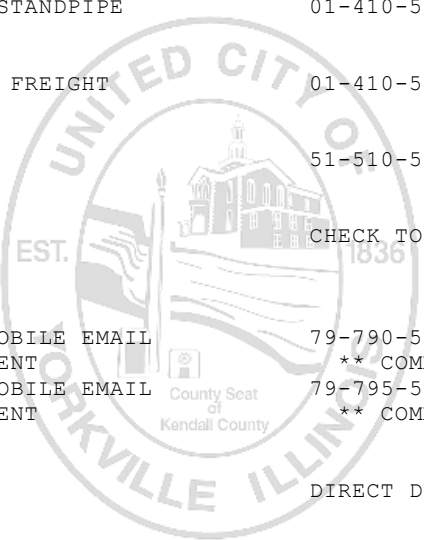 STANDPIPE 01-410-5
FREIGHT 01-410-5
51-510-5
CHECK TO
OBILE EMAIL 79-790-5
ENT ** COM
OBILE EMAIL 79-795-5
ENT ** COM
DIRECT D
UNITED CITY OF
EST. 1836
County Seat
of
Kendall County
YORKVILLE ILLINOIS